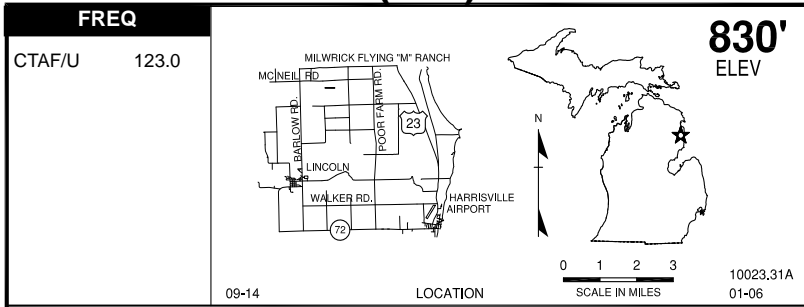 FREQ
CTAF/U 123.0
MILWRICK FLYING "M" RANCH
MC NEIL RD
BARLOW RD.
POOR FARM RD.
23
LINCOLN
WALKER RD.
HARRISVILLE
AIRPORT
72
N
830'
ELEV
0 1 2 3
SCALE IN MILES
09-14
LOCATION
10023.31A
01-06